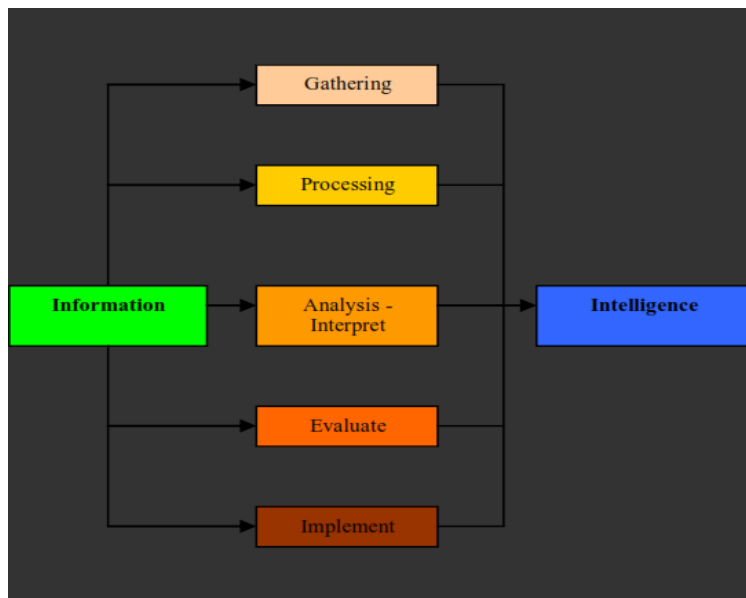 Gathering
Processing
Information
Analysis -
Interpret
Intelligence
Evaluate
Implement